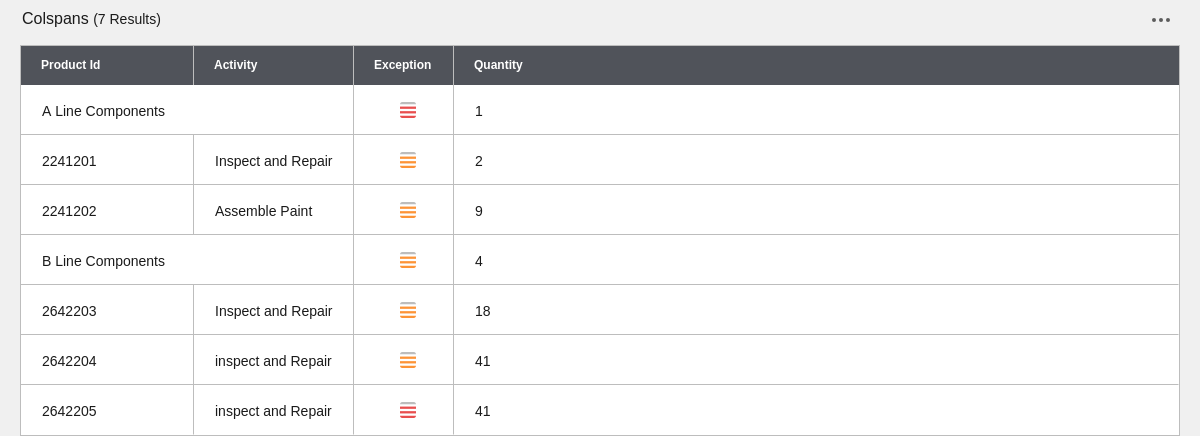 Colspans (7 Results)
Product Id Activity Exception Quantity
A Line Components 1
2241201 Inspect and Repair 2
2241202 Assemble Paint 9
B Line Components 4
2642203 Inspect and Repair 18
2642204 inspect and Repair 41
2642205 inspect and Repair 41